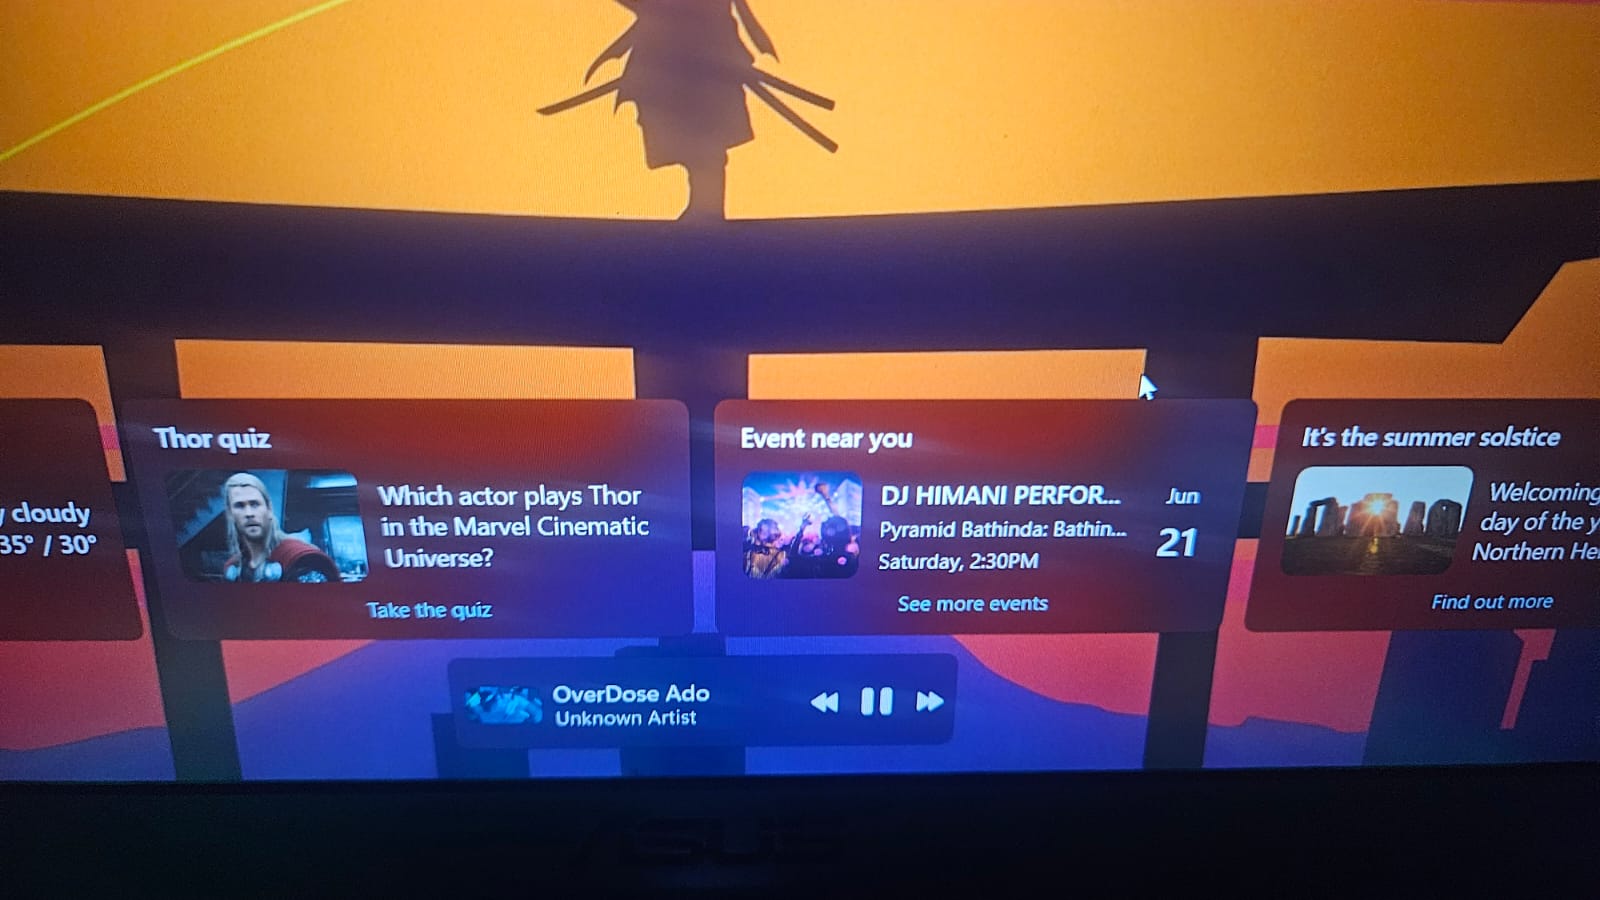 y cloudy
35° / 30°
Thor quiz
Which actor plays Thor
in the Marvel Cinematic
Universe?
Take the quiz
Event near you
DJ HIMANI PERFOR...
Pyramid Bathinda: Bathin...
Saturday, 2:30PM
Jun
21
See more events
It's the summer solstice
Welcoming
day of the y
Northern He
Find out more
OverDose Ado
Unknown Artist
ASUS